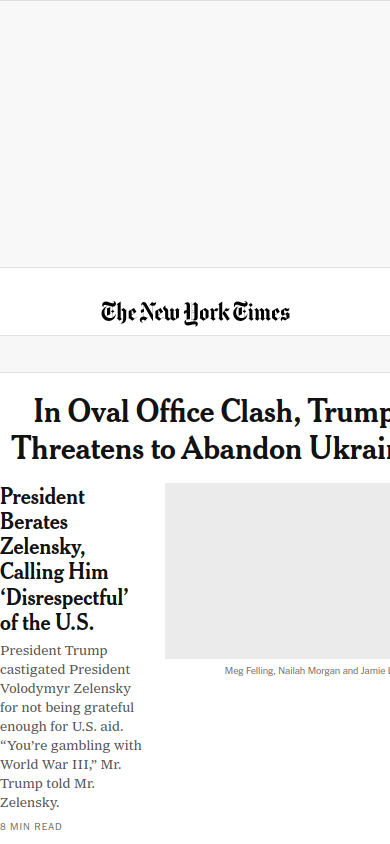 The New York Times
In Oval Office Clash, Trump
Threatens to Abandon Ukrai
President
Berates
Zelensky,
Calling Him
‘Disrespectful’
of the U.S.
President Trump
castigated President
Volodymyr Zelensky
for not being grateful
enough for U.S. aid.
“You’re gambling with
World War III,” Mr.
Trump told Mr.
Zelensky.
8 MIN READ
Meg Felling, Nailah Morgan and Jamie L